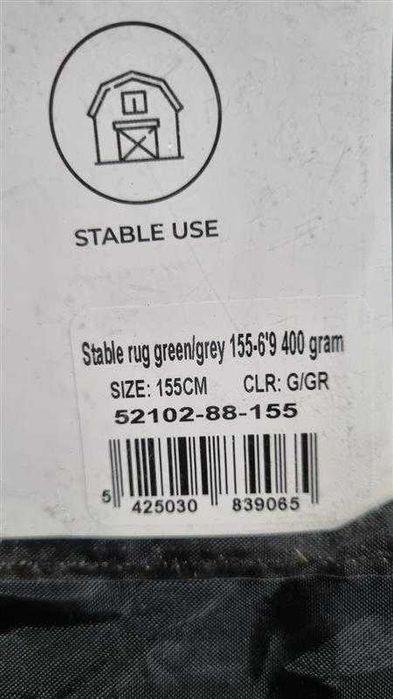 STABLE USE
Stable rug green/grey 155-6'9 400 gram
SIZE: 155CM CLR: G/GR
52102-88-155
5 425030 839065